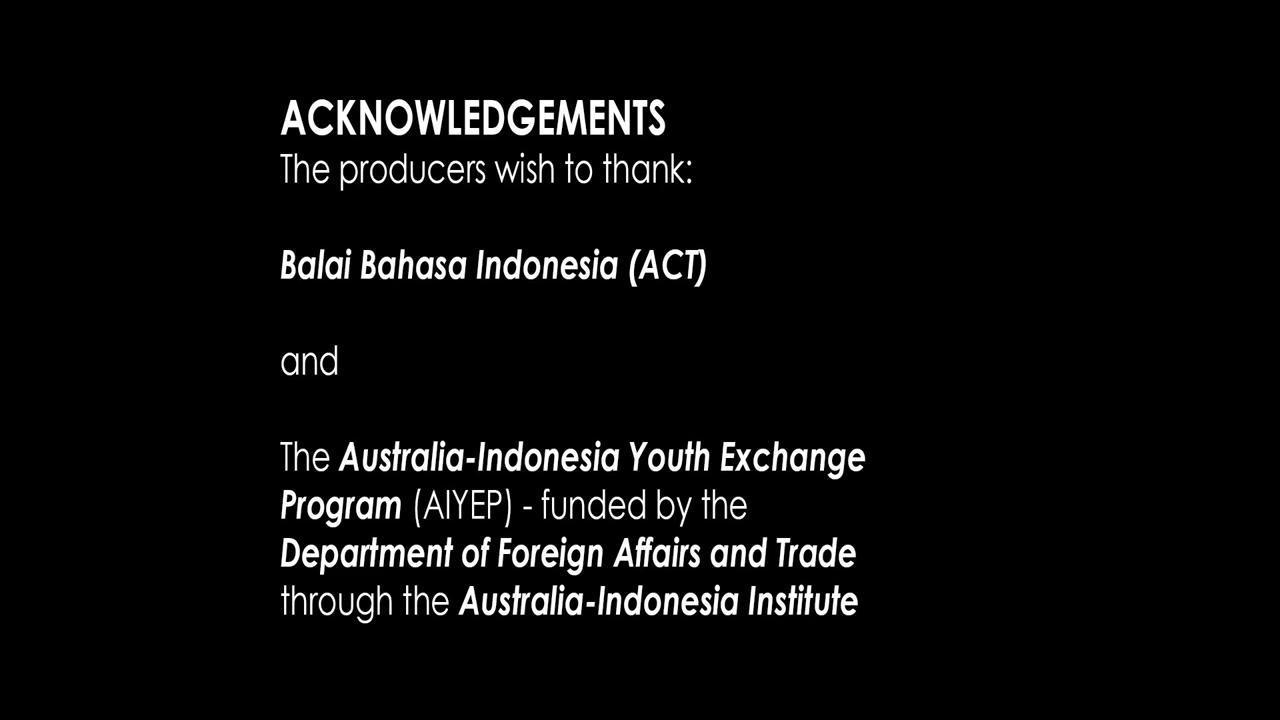 ACKNOWLEDGEMENTS
The producers wish to thank:
Balai Bahasa Indonesia (ACT)
and
The Australia-Indonesia Youth Exchange
Program (AIYEP) - funded by the
Department of Foreign Affairs and Trade
through the Australia-Indonesia Institute